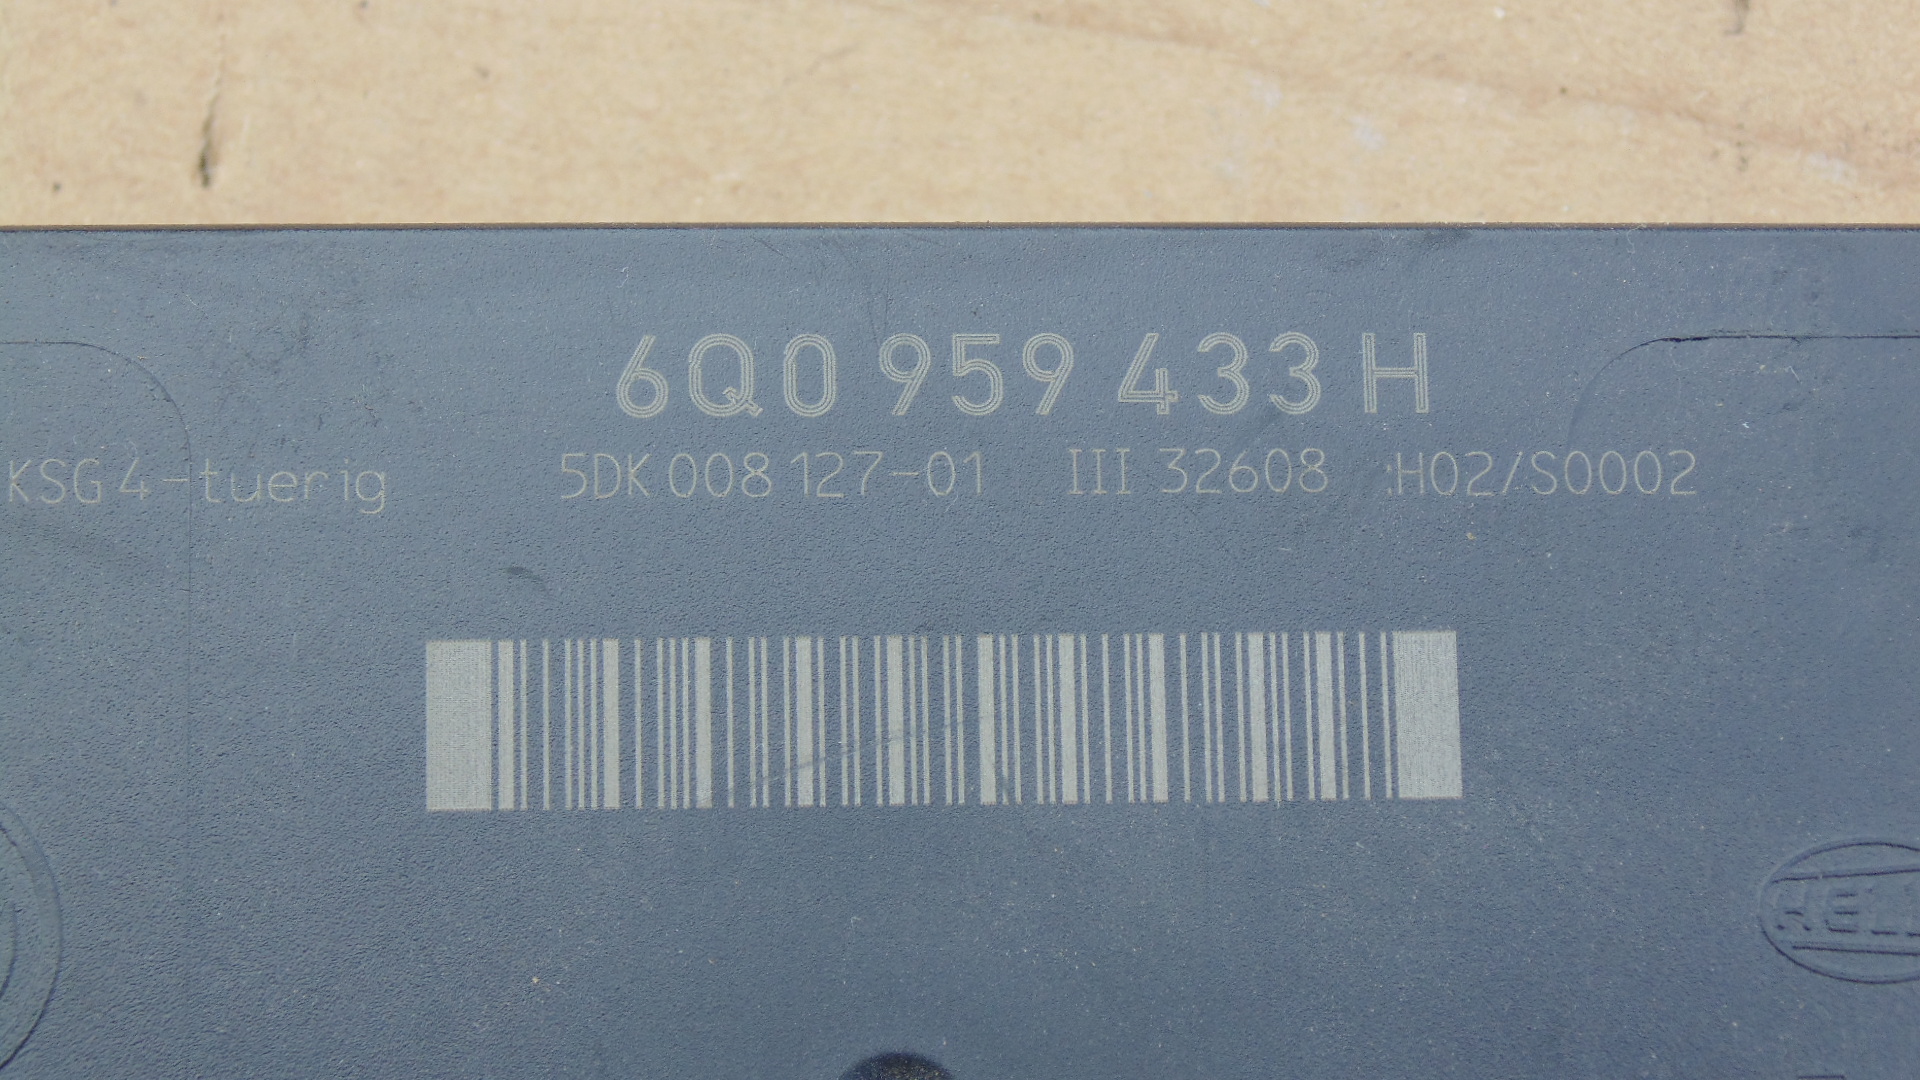 6Q0 959 433 H
KSG 4-tuerig 5DK 008 127-01 III 32608 :H02/S0002